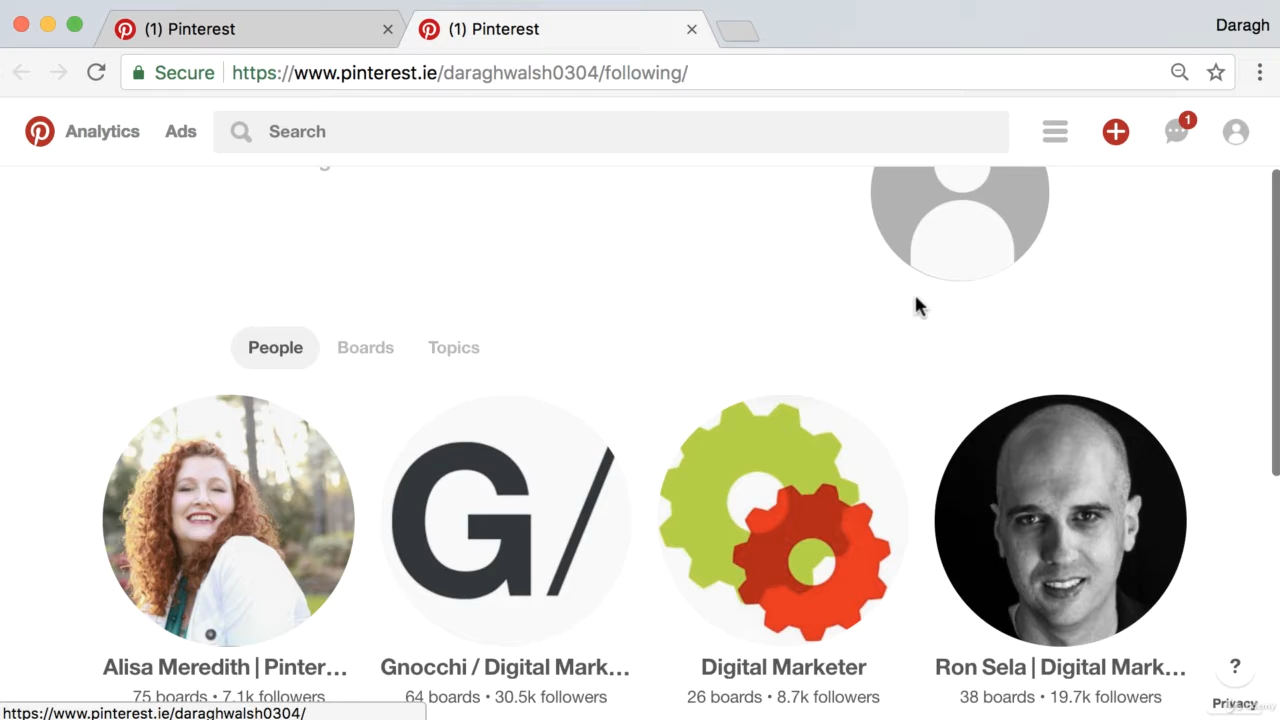 (1) Pinterest
(1) Pinterest
Daragh
Secure
https://www.pinterest.ie/daraghwalsh0304/following/
Analytics
Ads
Search
1
People
Boards
Topics
G/
Alisa Meredith | Pinter...
Gnocchi / Digital Mark...
Digital Marketer
Ron Sela | Digital Mark...
75 boards • 7.1k followers
64 boards • 30.5k followers
26 boards • 8.7k followers
38 boards • 19.7k followers
?
Privacy
https://www.pinterest.ie/daraghwalsh0304/